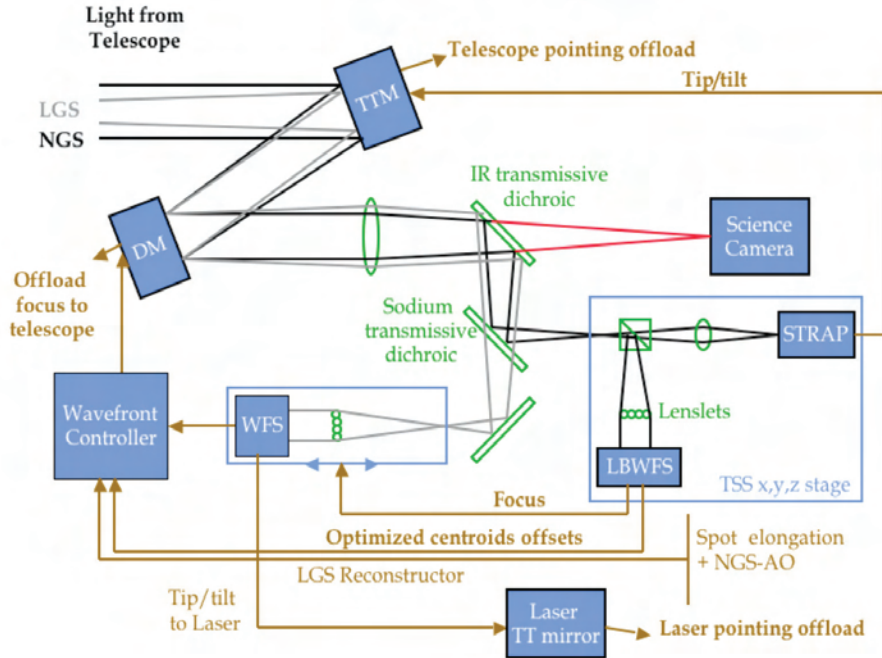 Light from
Telescope
Telescope pointing offload
TTM
Tip/tilt
LGS
NGS
IR transmissive
dichroic
Science
Camera
DM
Offload
focus to
telescope
Sodium
transmissive
dichroic
STRAP
Wavefront
Controller
WFS
Lenslets
LBWFS
TSS x,y,z stage
Focus
Optimized centroids offsets
Spot elongation
+ NGS-AO
LGS Reconstructor
Tip/tilt
to Laser
Laser
TT mirror
Laser pointing offload